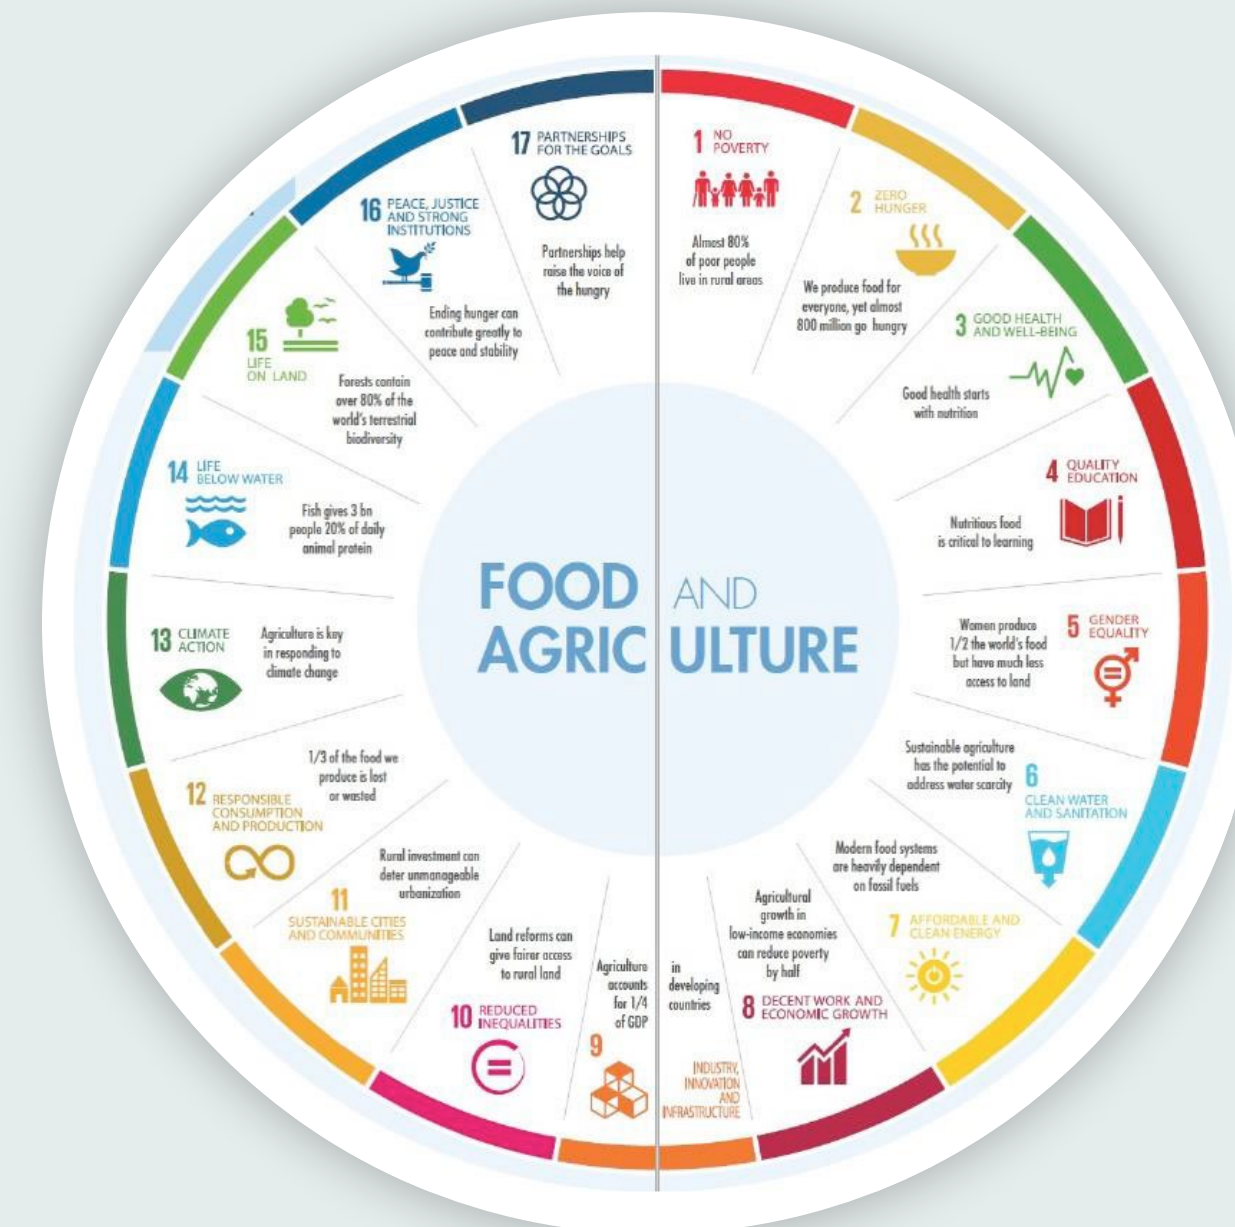 FOOD AND
AGRICULTURE
1 NO
POVERTY
Almost 80%
of poor people
live in rural areas
2 ZERO
HUNGER
We produce food for
everyone, yet almost
800 million go hungry
3 GOOD HEALTH
AND WELL-BEING
Good health starts
with nutrition
4 QUALITY
EDUCATION
Nutritious food
is critical to learning
5 GENDER
EQUALITY
Women produce
1/2 the world's food
but have much less
access to land
6
CLEAN WATER
AND SANITATION
Sustainable agriculture
has the potential to
address water scarcity
7 AFFORDABLE AND
CLEAN ENERGY
Modern food systems
are heavily dependent
on fossil fuels
8 DECENT WORK AND
ECONOMIC GROWTH
Agricultural
growth in
low-income economies
can reduce poverty
by half
9
INDUSTRY,
INNOVATION
AND
INFRASTRUCTURE
Agriculture
accounts
for 1/4
of GDP
in
developing
countries
10 REDUCED
INEQUALITIES
Land reforms can
give fairer access
to rural land
11
SUSTAINABLE CITIES
AND COMMUNITIES
Rural investment can
deter unmanageable
urbanization
12 RESPONSIBLE
CONSUMPTION
AND PRODUCTION
1/3 of the food we
produce is lost
or wasted
13 CLIMATE
ACTION
Agriculture is key
in responding to
climate change
14 LIFE
BELOW WATER
Fish gives 3 bn
people 20% of daily
animal protein
15
LIFE
ON LAND
Forests contain
over 80% of the
world's terrestrial
biodiversity
16 PEACE, JUSTICE
AND STRONG
INSTITUTIONS
Ending hunger can
contribute greatly to
peace and stability
17 PARTNERSHIPS
FOR THE GOALS
Partnerships help
raise the voice of
the hungry